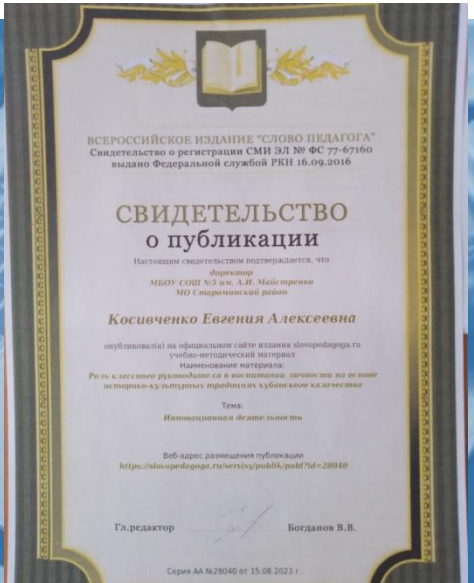 ВСЕРОССИЙСКОЕ ИЗДАНИЕ "СЛОВО ПЕДАГОГА"
Свидетельство о регистрации СМИ ЭЛ № ФС 77-67160
выдано Федеральной службой РКН 16.09.2016
СВИДЕТЕЛЬСТВО
о публикации
Настоящим свидетельством подтверждается, что
директор
МБОУ СОШ №5 им. А.И. Майстренко
МО Староминский район
Косивченко Евгения Алексеевна
опубликовал(а) на официальном сайте издания slovopedagoga.ru
учебно-методический материал
Наименование материала:
Роль классного руководителя в воспитании личности на основе
историко-культурных традициях кубанского казачества
Тема:
Инновационная деятельность
Веб-адрес размещения публикации
https://slovopedagoga.ru/servisy/publik/publ?id=28040
Гл.редактор Богданов В.В.
Серия АА №28040 от 15.08.2023 г.